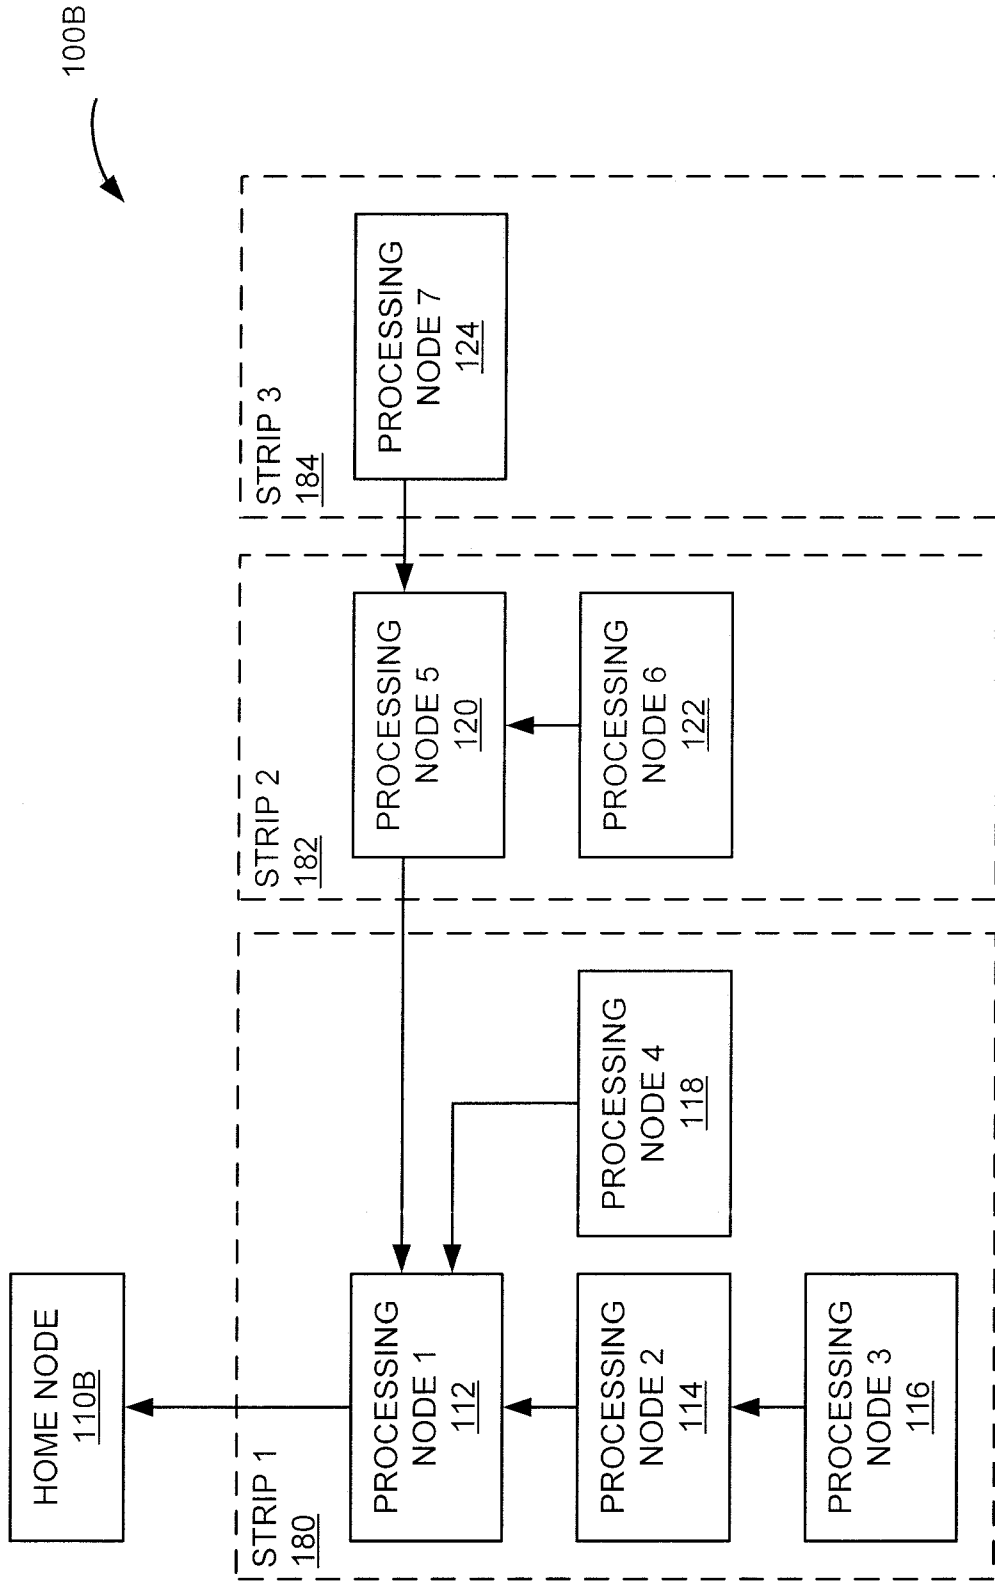 100B
HOME NODE
110B
STRIP 1
180
PROCESSING
NODE 1
112
PROCESSING
NODE 2
114
PROCESSING
NODE 3
116
PROCESSING
NODE 4
118
STRIP 2
182
PROCESSING
NODE 5
120
PROCESSING
NODE 6
122
STRIP 3
184
PROCESSING
NODE 7
124